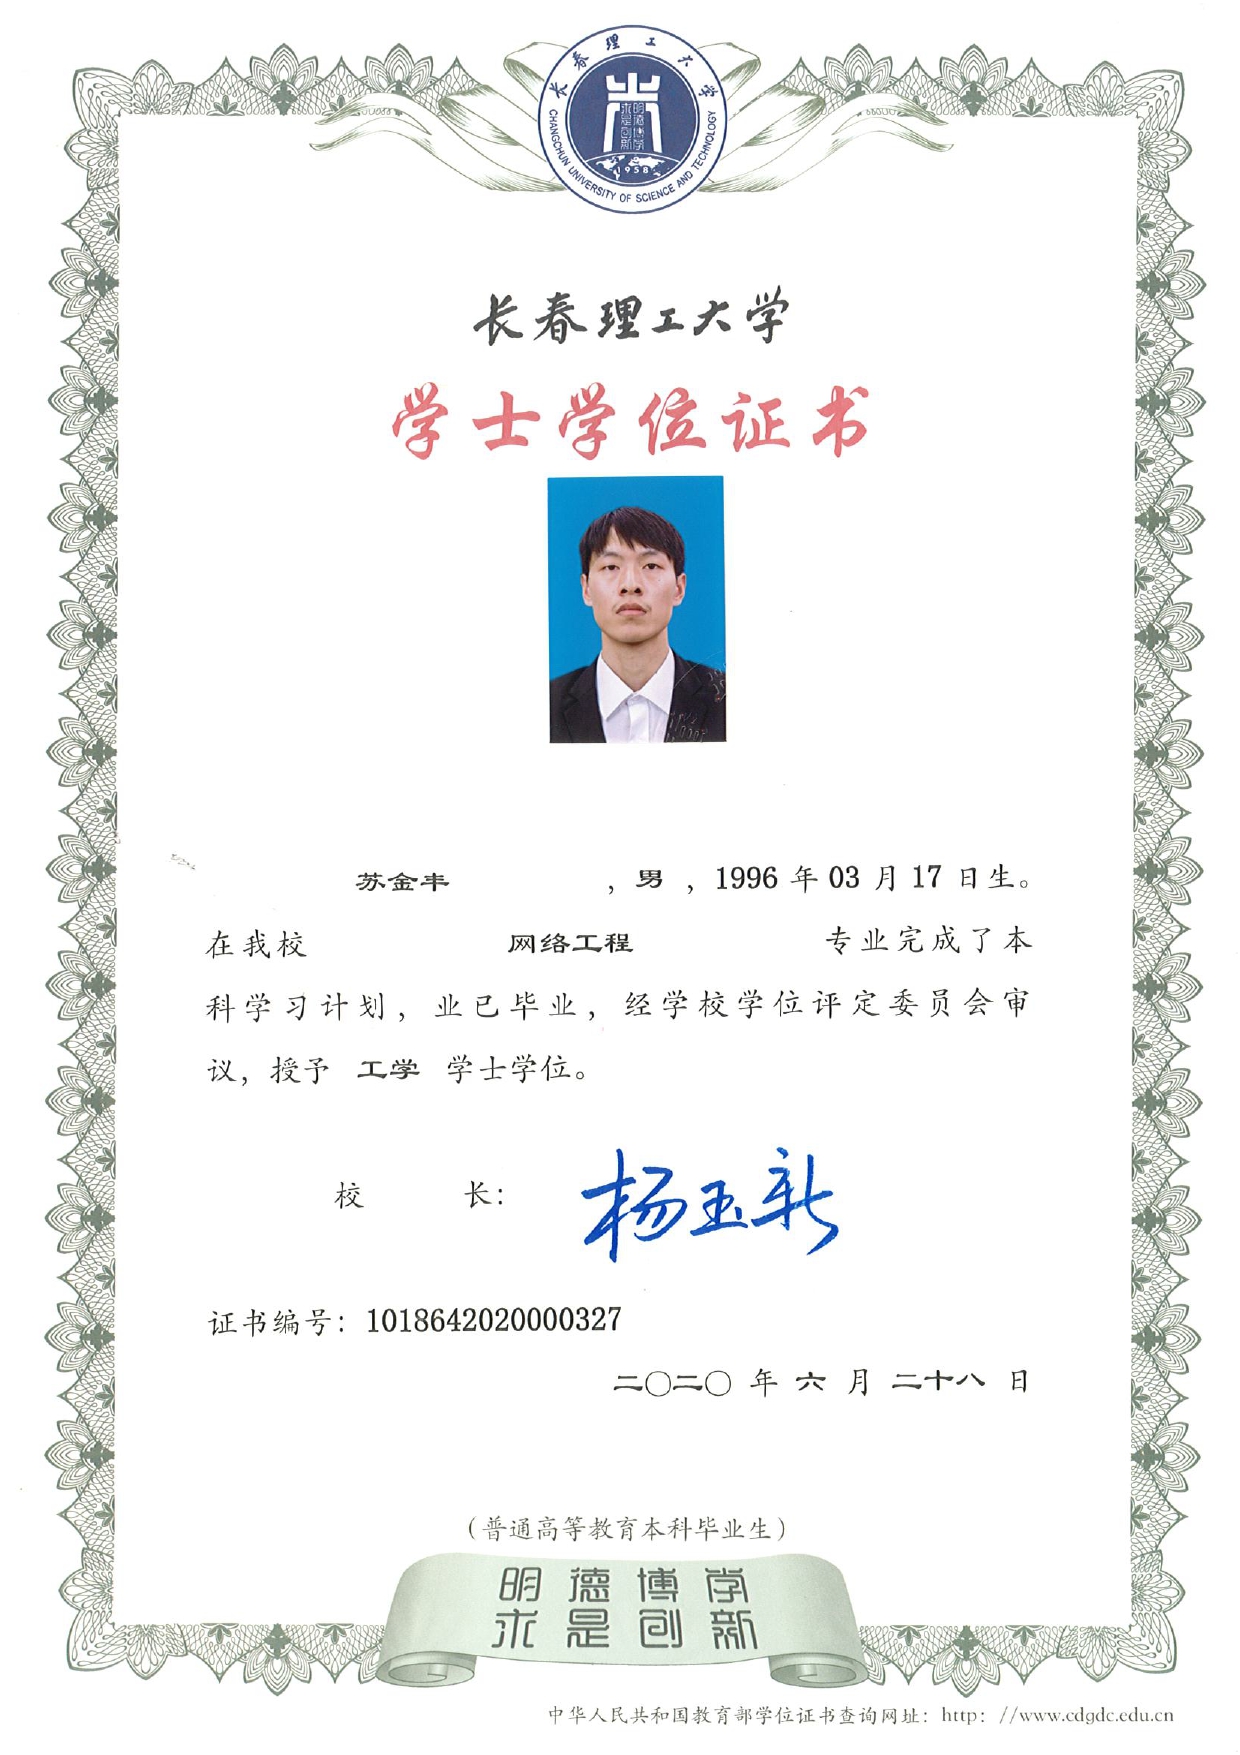 长春理工大学
CHANGCHUN UNIVERSITY OF SCIENCE AND TECHNOLOGY
明德博学
求是创新
1958
长春理工大学
学士学位证书
苏金丰，男，1996年03月17日生。
在我校 网络工程 专业完成了本
科学习计划，业已毕业，经学校学位评定委员会审
议，授予 工学 学士学位。
校 长：杨玉新
证书编号：1018642020000327
二〇二〇年六月二十八日
（普通高等教育本科毕业生）
明德博学
求是创新
中华人民共和国教育部学位证书查询网址：http：//www.cdgdc.edu.cn